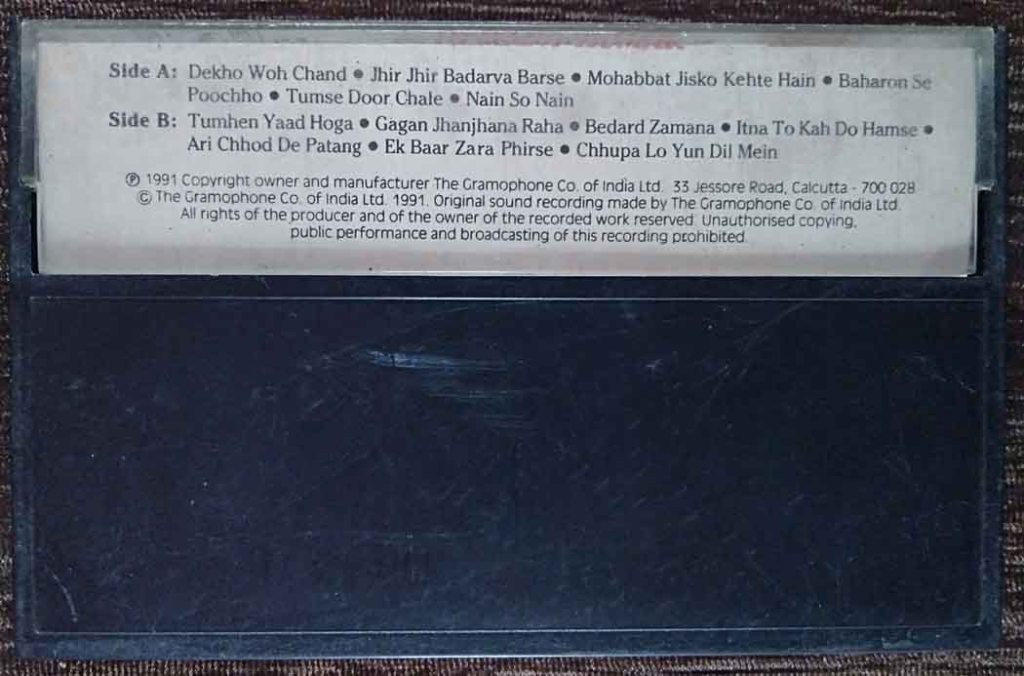 Side A: Dekho Woh Chand ● Jhir Jhir Badarva Barse ● Mohabbat Jisko Kehte Hain ● Baharon Se
Poochho ● Tumse Door Chale ● Nain So Nain
Side B: Tumhen Yaad Hoga ● Gagan Jhanjhana Raha ● Bedard Zamana ● Itna To Kah Do Hamse ●
Ari Chhod De Patang ● Ek Baar Zara Phirse ● Chhupa Lo Yun Dil Mein
℗ 1991 Copyright owner and manufacturer The Gramophone Co. of India Ltd. 33 Jessore Road, Calcutta - 700 028
© The Gramophone Co. of India Ltd. 1991. Original sound recording made by The Gramophone Co. of India Ltd.
All rights of the producer and of the owner of the recorded work reserved. Unauthorised copying,
public performance and broadcasting of this recording prohibited.